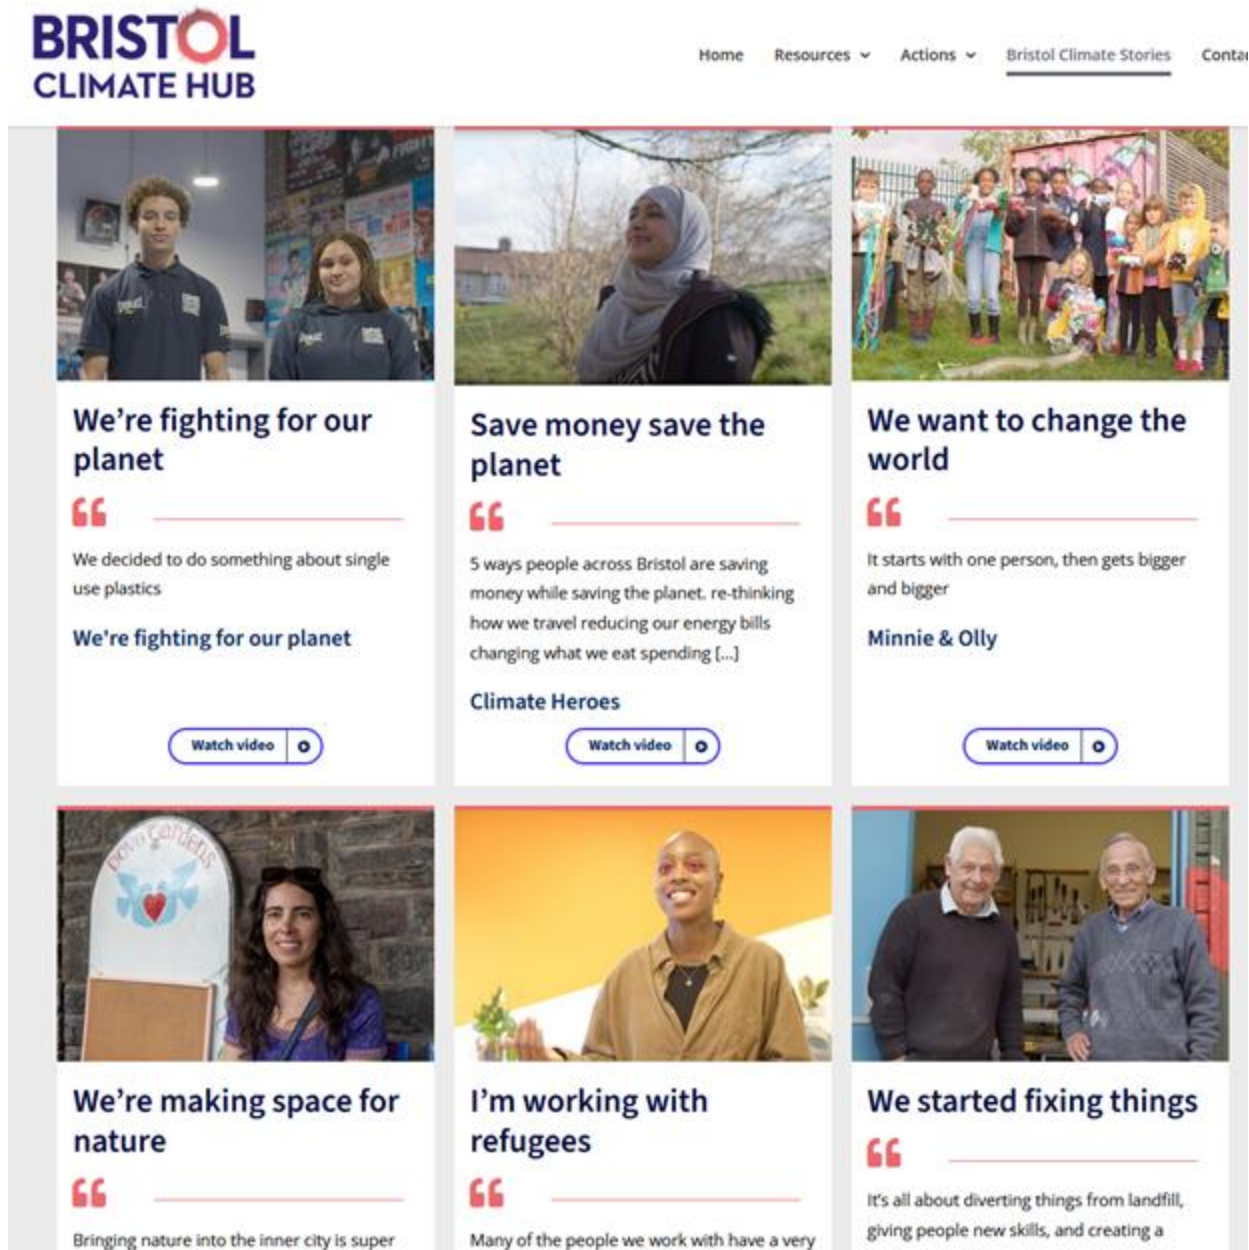 BRISTOL
CLIMATE HUB
Home Resources Actions Bristol Climate Stories
We’re fighting for our
planet
We decided to do something about single
use plastics
We're fighting for our planet
Watch video
Save money save the
planet
5 ways people across Bristol are saving
money while saving the planet. re-thinking
how we travel reducing our energy bills
changing what we eat spending [...]
Climate Heroes
Watch video
We want to change the
world
It starts with one person, then gets bigger
and bigger
Minnie & Olly
Watch video
Dove Gardens
We’re making space for
nature
Bringing nature into the inner city is super
I’m working with
refugees
Many of the people we work with have a very
We started fixing things
It's all about diverting things from landfill,
giving people new skills, and creating a